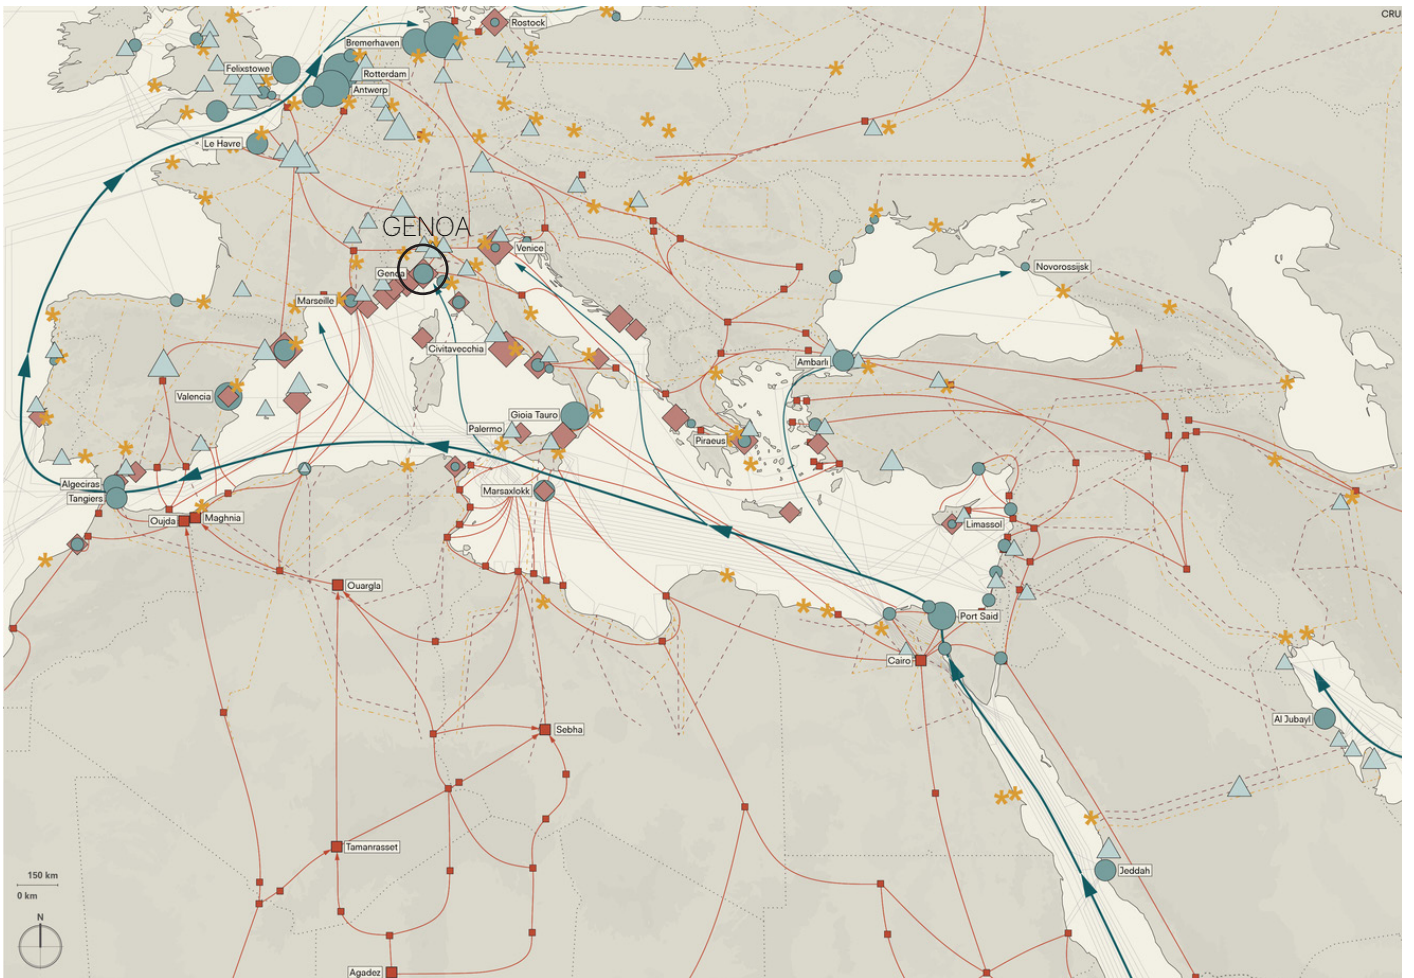 CRU
Rostock
Bremerhaven
Felixstowe
Rotterdam
Antwerp
Le Havre
GENOA
Venice
Genoa
Novorossijsk
Marseille
Civitavecchia
Ambarli
Valencia
Gioia Tauro
Palermo
Piraeus
Algeciras
Marsaxlokk
Tangiers
Oujda
Maghnia
Limassol
Ouargla
Port Said
Cairo
Al Jubayl
Sebha
Tamanrasset
Jeddah
150 km
0 km
N
Agadez